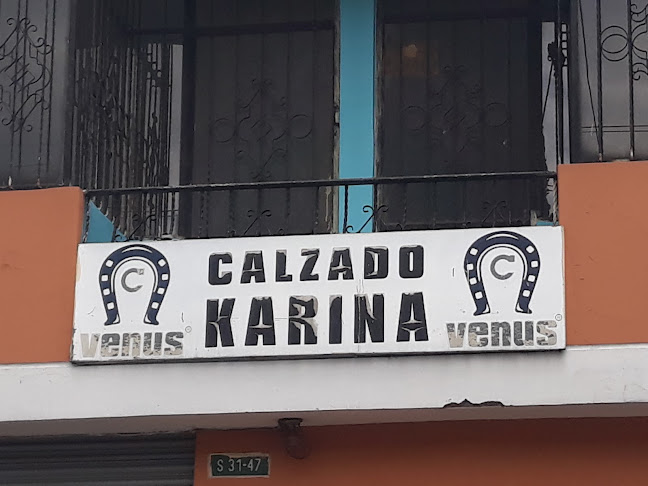 CALZADO
KARINA
C
venus
C
venus
S 31-47